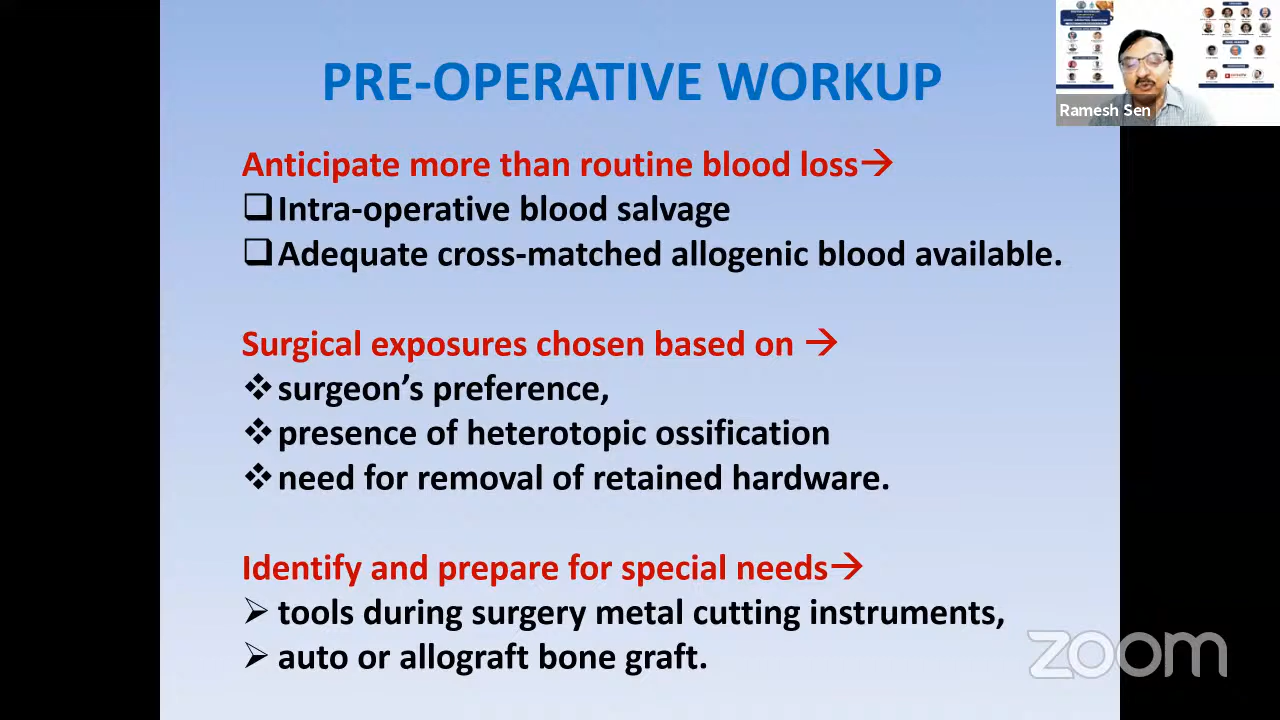 PRE-OPERATIVE WORKUP
Ramesh Sen
Anticipate more than routine blood loss→
❑Intra-operative blood salvage
❑Adequate cross-matched allogenic blood available.
Surgical exposures chosen based on →
❖surgeon’s preference,
❖presence of heterotopic ossification
❖need for removal of retained hardware.
Identify and prepare for special needs→
➢ tools during surgery metal cutting instruments,
➢ auto or allograft bone graft.
zoom